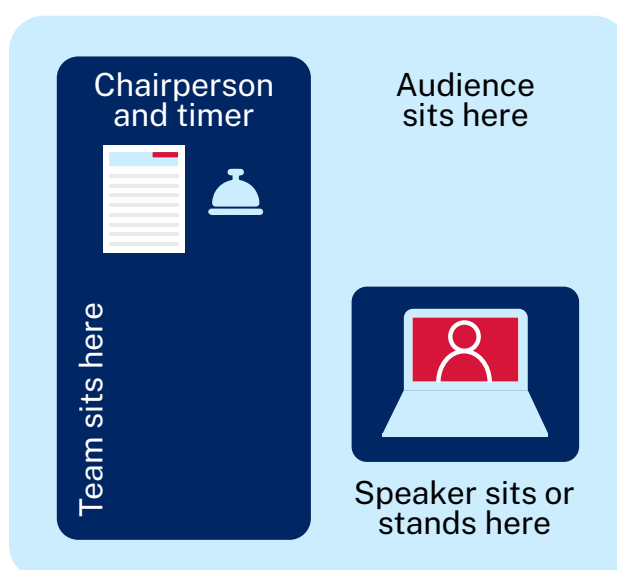 Chairperson
and timer
Audience
sits here
Team sits here
Speaker sits or
stands here